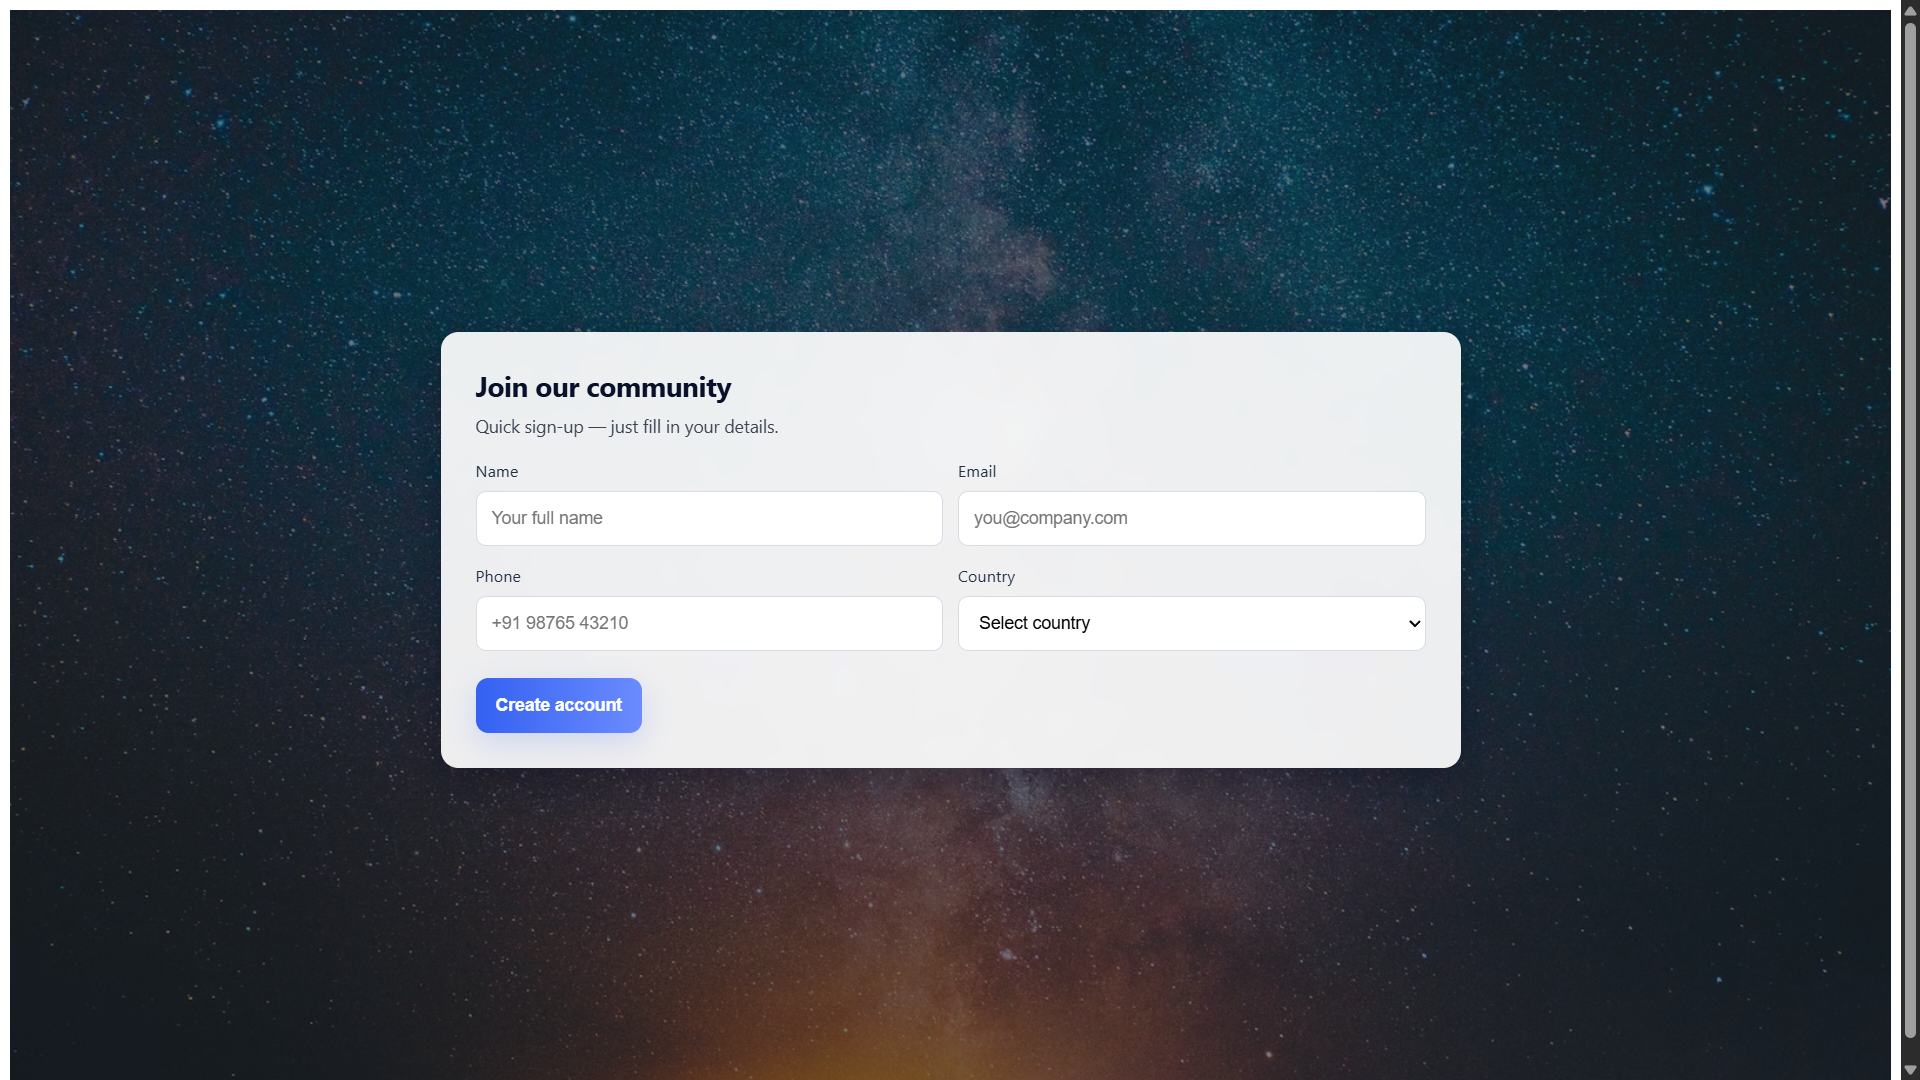 Join our community
Quick sign-up — just fill in your details.
Name
Email
Your full name
you@company.com
Phone
Country
+91 98765 43210
Select country
Create account